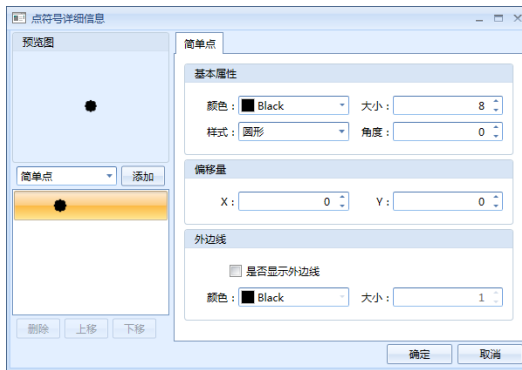 点符号详细信息
预览图
简单点
添加
删除 上移 下移
简单点
基本属性
颜色： Black 大小： 8
样式： 圆形 角度： 0
偏移量
X： 0 Y： 0
外边线
是否显示外边线
颜色： Black 大小： 1
确定 取消